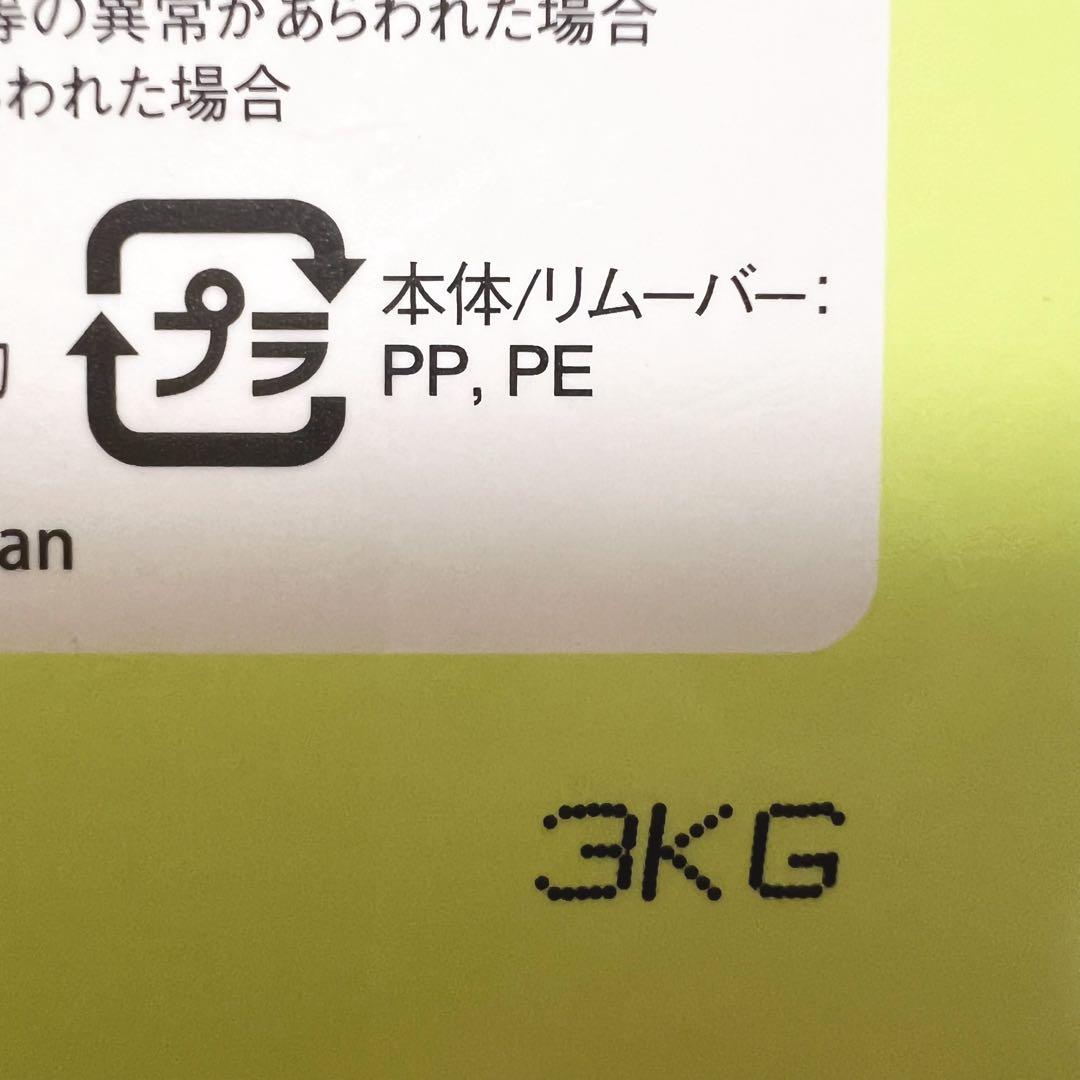 等の異常があらわれた場合
らわれた場合
プラ
本体/リムーバー:
PP, PE
an
3KG